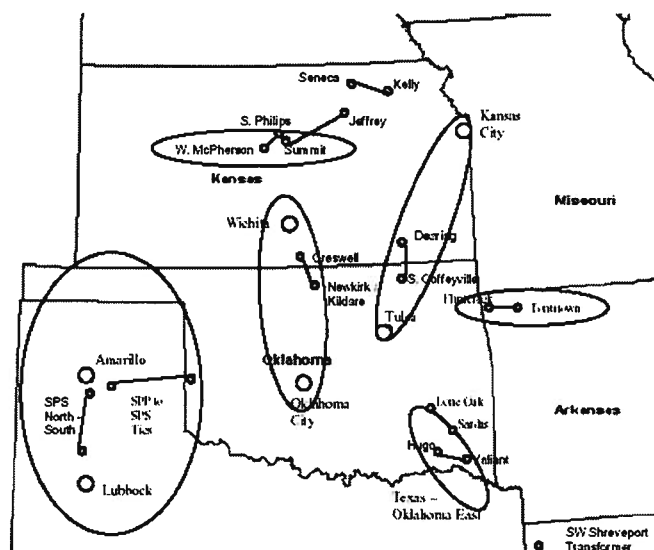 Seneca
Kelly
S. Philips
Jeffrey
Kansas
City
W. McPherson
Summit
Kansas
Missouri
Wichita
Deering
Creswell
S. Coffeyville
Newkirk
Kildare
Tulsa
Amarillo
Oklahoma
SPS
North
South
SPP to
SPS
Ties
Oklahoma
City
Lone Oak
Sardis
Arkansas
Hugo
Valiant
Lubbock
Texas –
Oklahoma East
SW Shreveport
Transformer